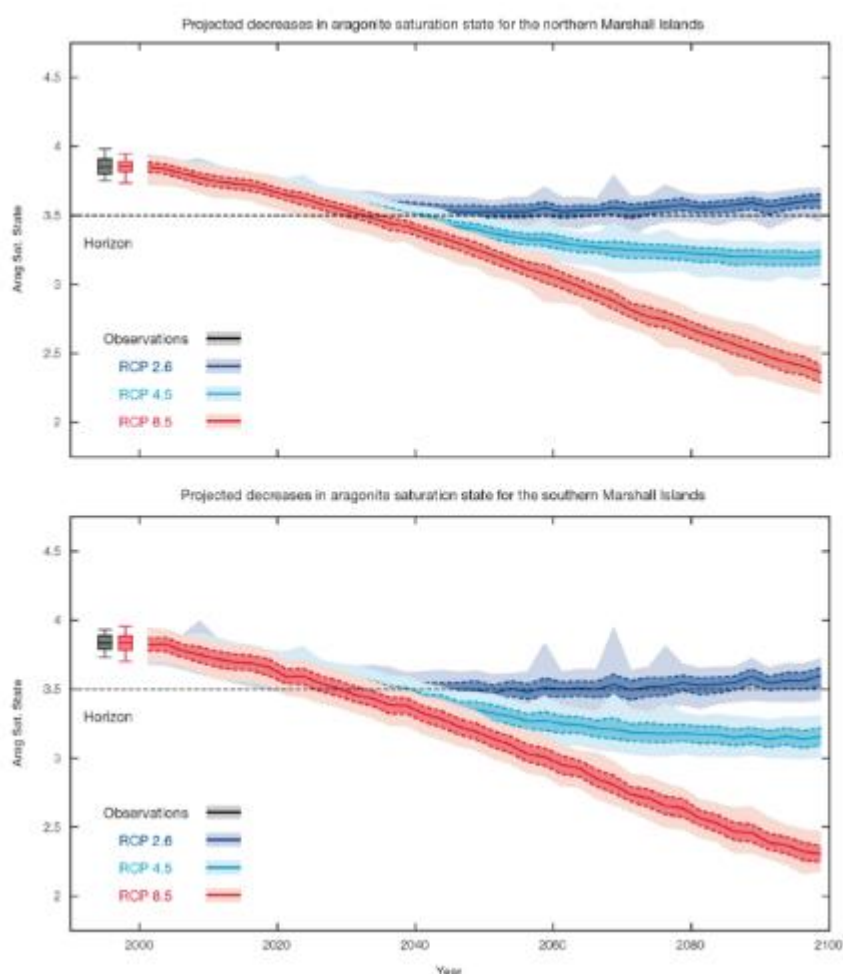 Projected decreases in aragonite saturation state for the northern Marshall Islands
4.5
4
3.5
3
2.5
2
Arag Sat. State
Horizon
Observations
RCP 2.6
RCP 4.5
RCP 8.5
Projected decreases in aragonite saturation state for the southern Marshall Islands
4.5
4
3.5
3
2.5
2
Arag Sat. State
Horizon
Observations
RCP 2.6
RCP 4.5
RCP 8.5
2000 2020 2040 2060 2080 2100
Year